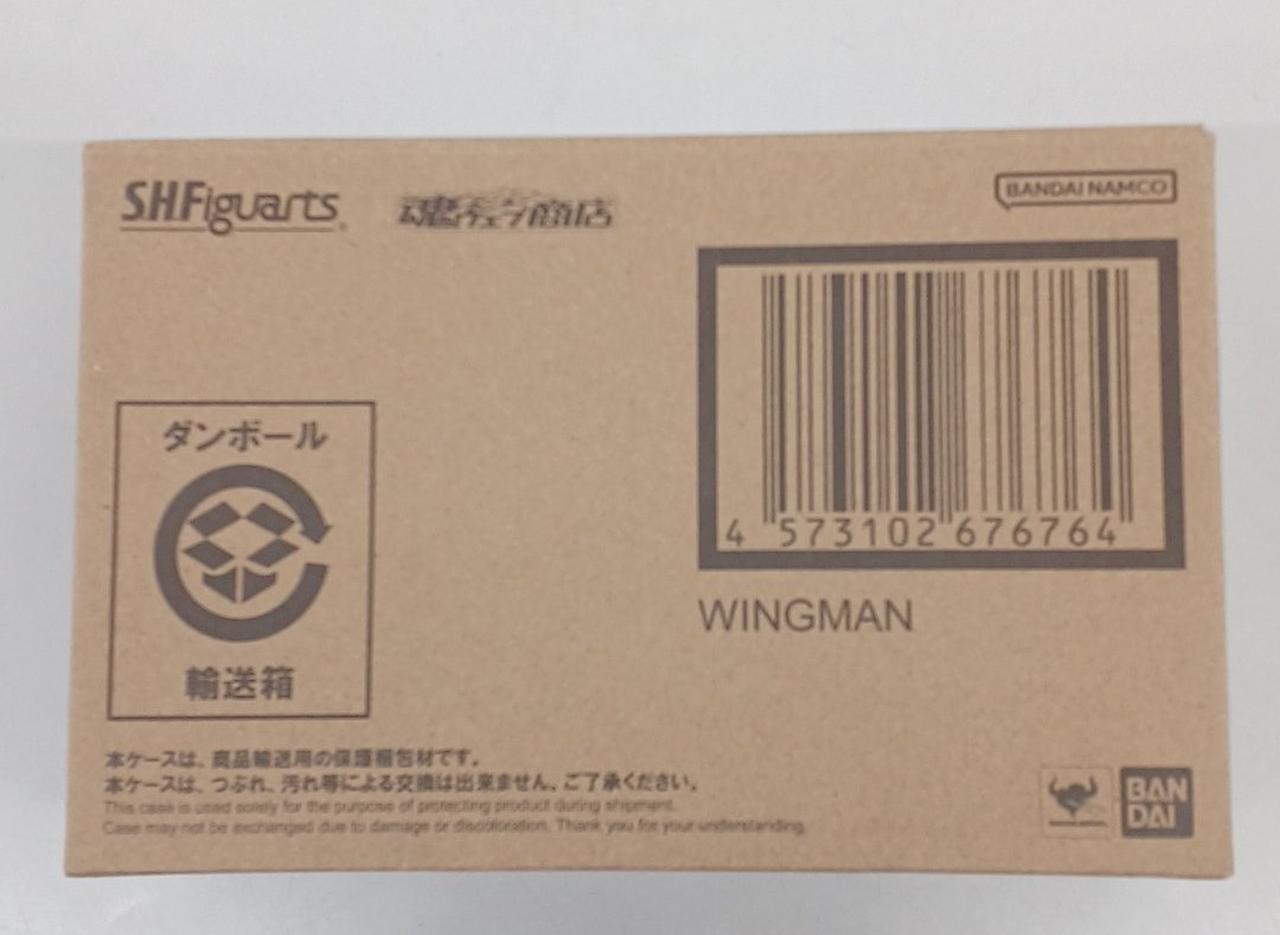 S.H.Figuarts
魂ウェブ商店
BANDAI NAMCO
4 573102 676764
WINGMAN
ダンボール
輸送箱
本ケースは、商品輸送用の保護梱包材です。
本ケースは、つぶれ、汚れ等による交換は出来ません。ご了承ください。
This case is used solely for the purpose of protecting product during shipment.
Case may not be exchanged due to damage or discoloration. Thank you for your understanding.
BAN
DAI